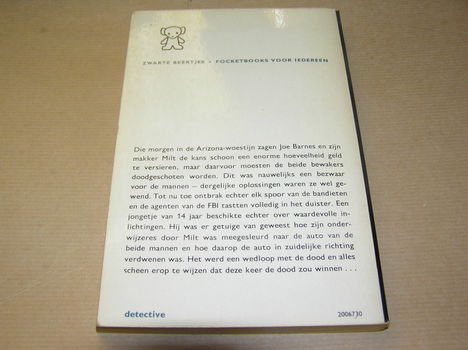 ZWARTE BEERTJES • POCKETBOOKS VOOR IEDEREEN
Die morgen in de Arizona-woestijn zagen Joe Barnes en zijn
makker Milt de kans schoon een enorme hoeveelheid geld
te versieren, maar daarvoor moesten de beide bewakers
doodgeschoten worden. Dit was nauwelijks een bezwaar
voor de mannen – dergelijke oplossingen waren ze wel ge-
wend. Tot nu toe ontbrak echter elk spoor van de bandieten
en de agenten van de FBI tastten volledig in het duister. Een
jongetje van 14 jaar beschikte echter over waardevolle in-
lichtingen. Hij was er getuige van geweest hoe zijn onder-
wijzeres door Milt was meegesleurd naar de auto van de
beide mannen en hoe daarop de auto in zuidelijke richting
verdwenen was. Het werd een wedloop met de dood en alles
scheen erop te wijzen dat deze keer de dood zou winnen . . .
detective
2006730